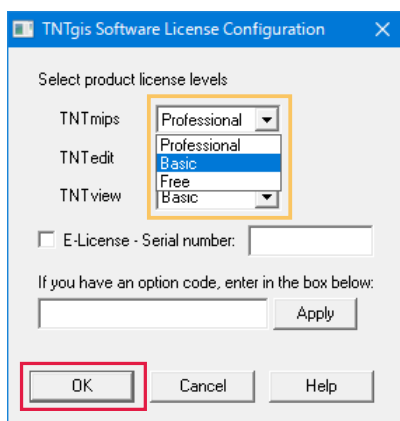 TNTgis Software License Configuration
Select product license levels
TNTmips Professional
Professional
TNTedit Basic
Free
TNTview Basic
E-License - Serial number:
If you have an option code, enter in the box below:
Apply
OK Cancel Help